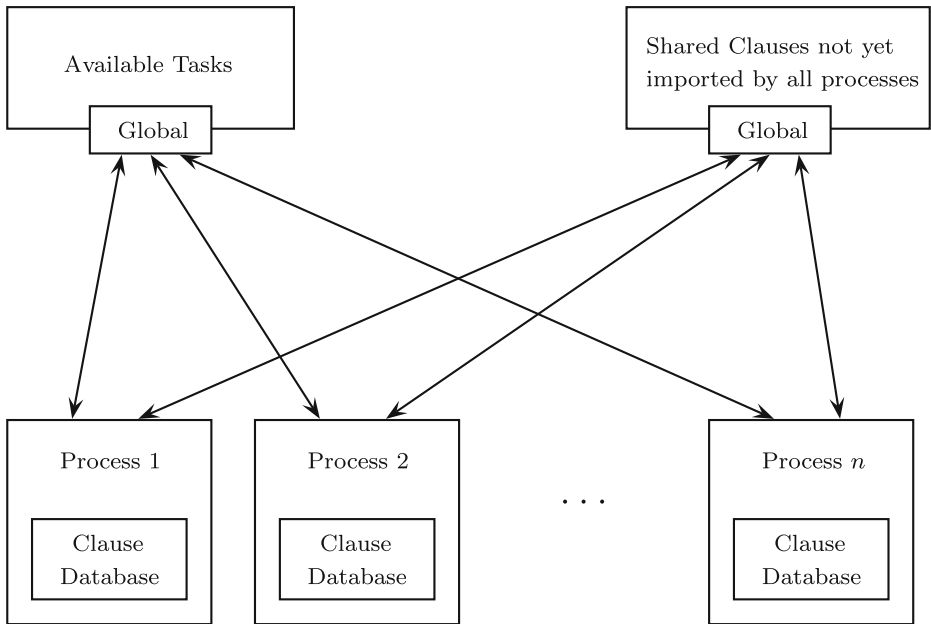 Available Tasks
Global
Shared Clauses not yet
imported by all processes
Global
Process 1
Clause
Database
Process 2
Clause
Database
. . .
Process n
Clause
Database